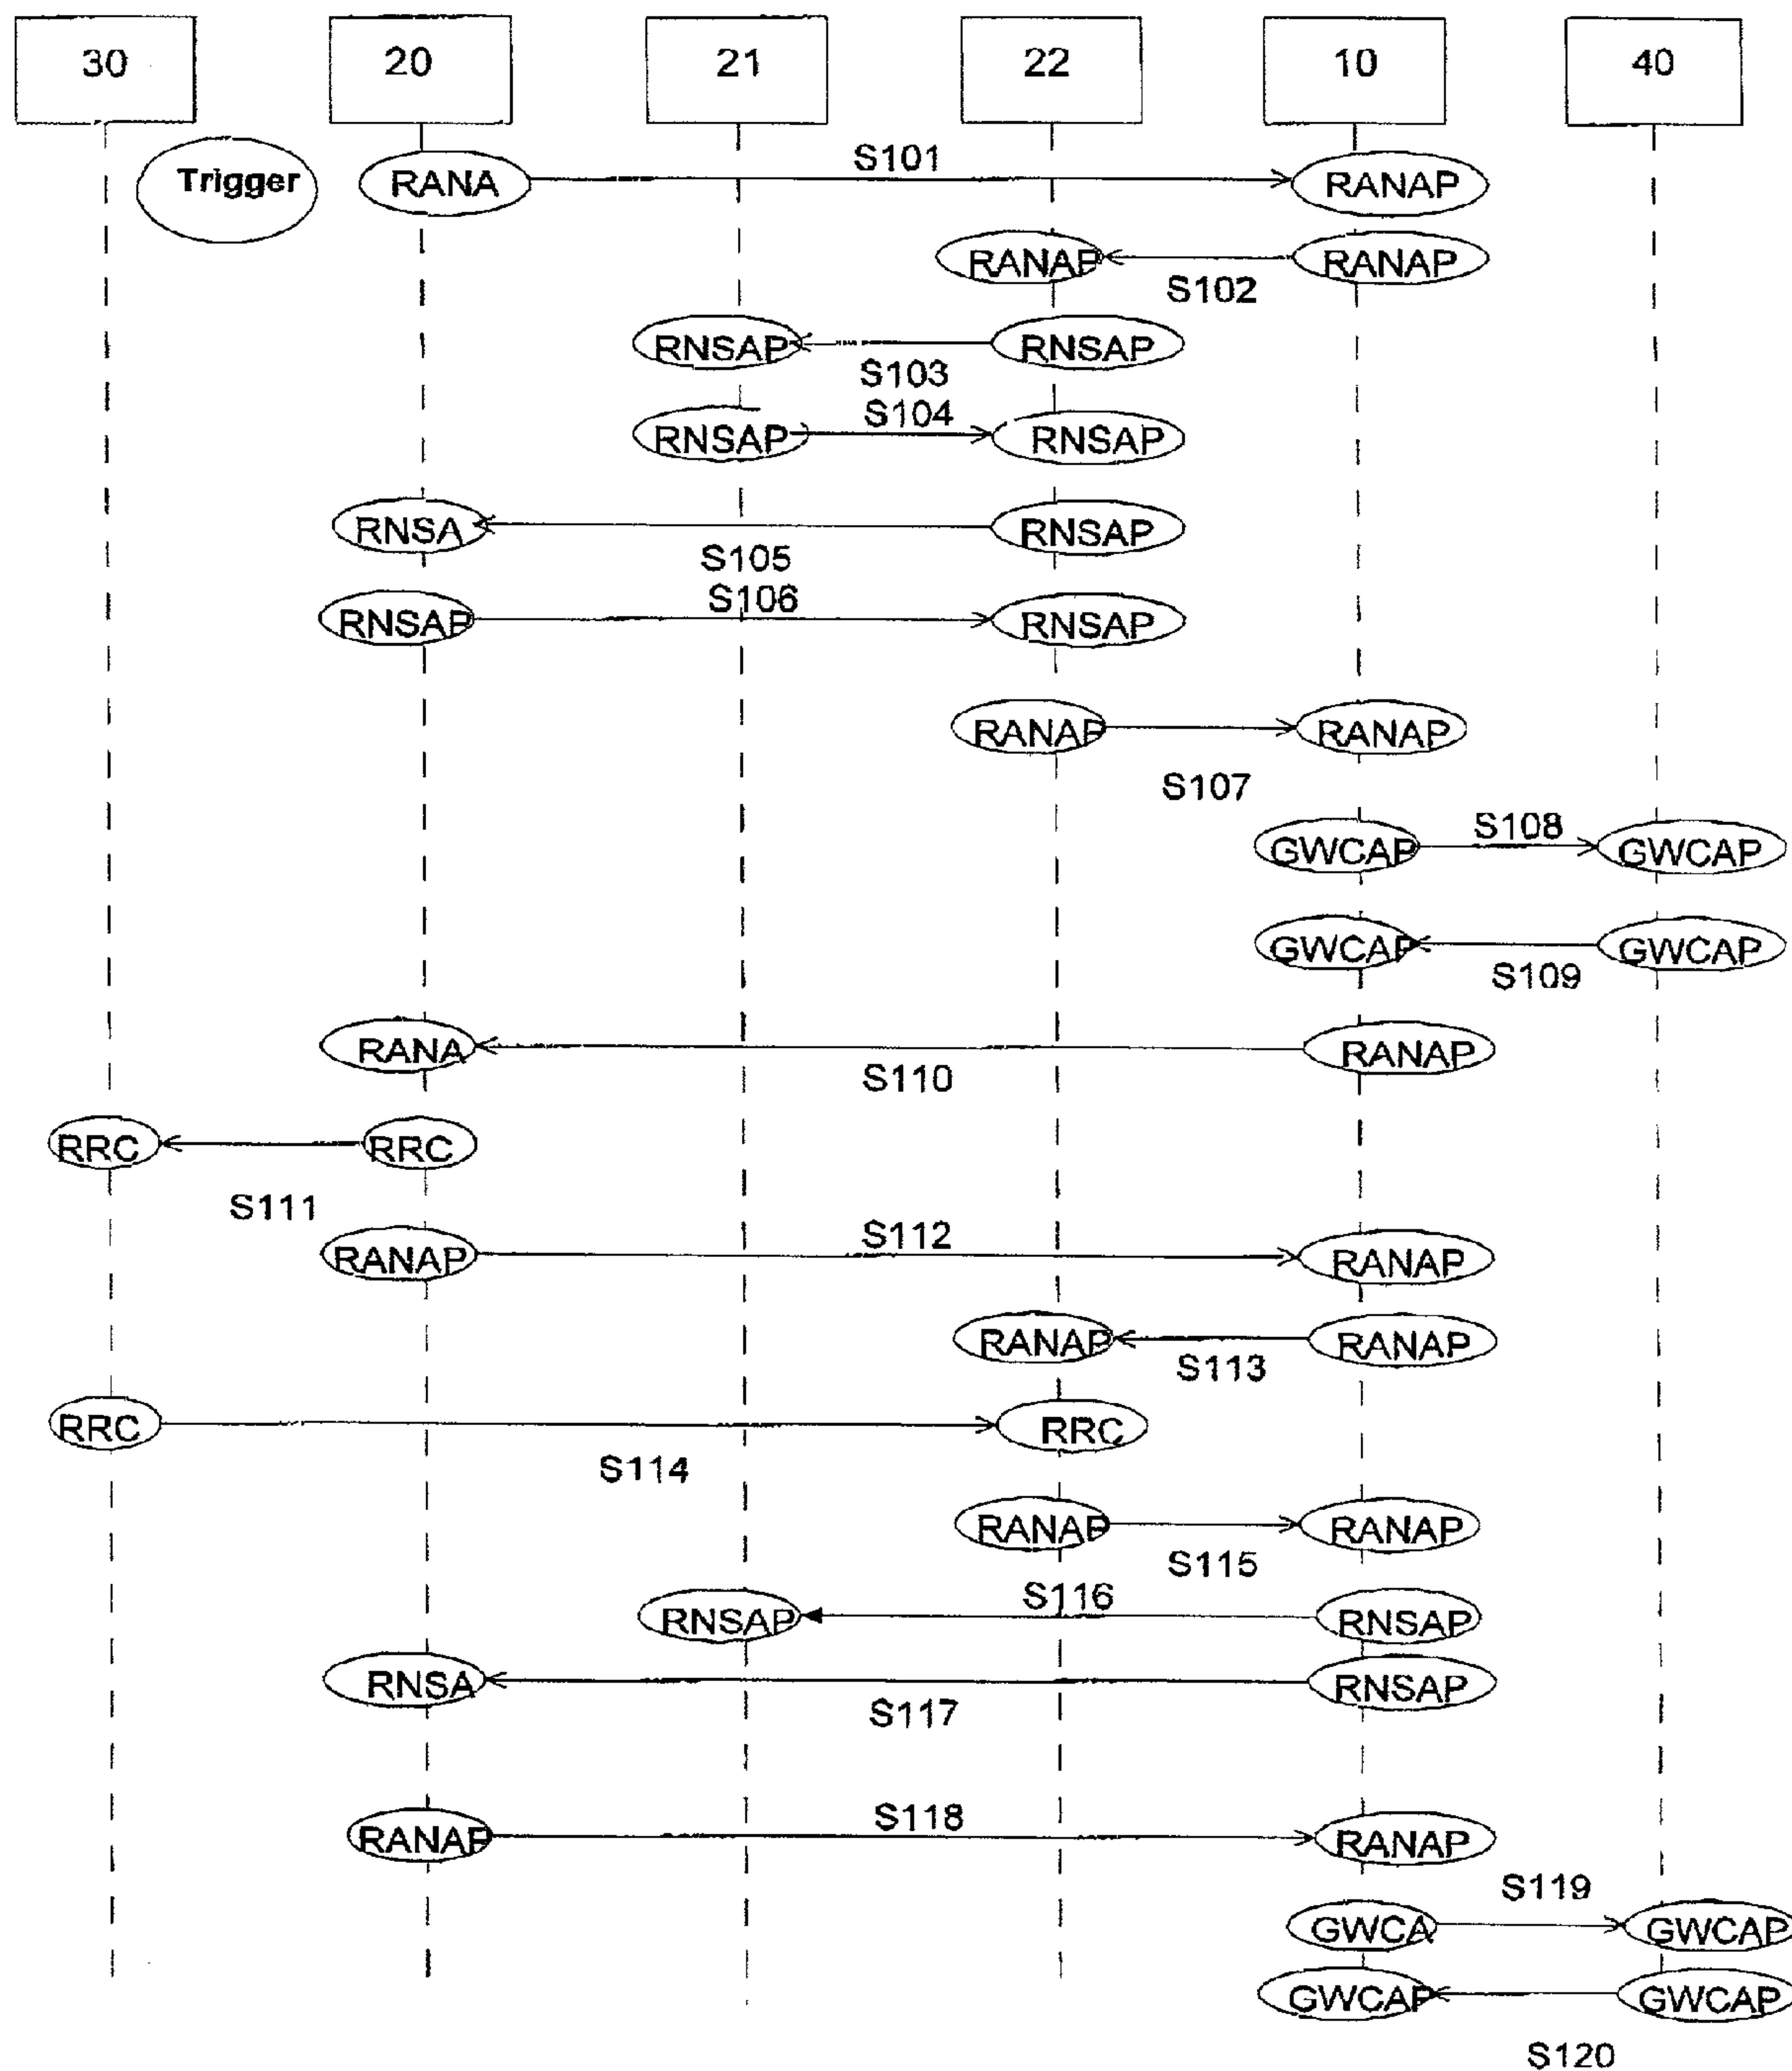 30 20 21 22 10 40
S101
Trigger RANA RANAP
RANAP RANAP
S102
RNSAP RNSAP
S103
S104
RNSAP RNSAP
RNSA RNSAP
S105
S106
RNSAP RNSAP
RANAP RANAP
S107
S108
GWCAP GWCAP
GWCAP GWCAP
S109
RANA RANAP
S110
RRC RRC
S111
S112
RANAP RANAP
RANAP RANAP
S113
RRC RRC
S114
RANAP RANAP
S115
S116
RNSAP RNSAP
RNSA RNSAP
S117
S118
RANAP RANAP
S119
GWCA GWCAP
GWCAP GWCAP
S120